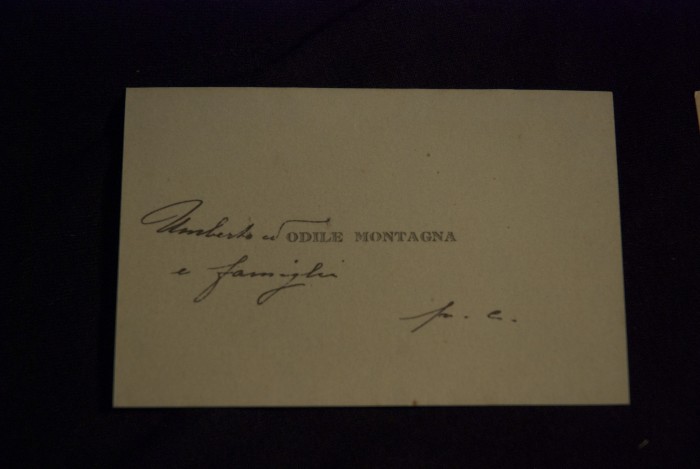 Umberto ed ODILE MONTAGNA
e famiglia
p. c.